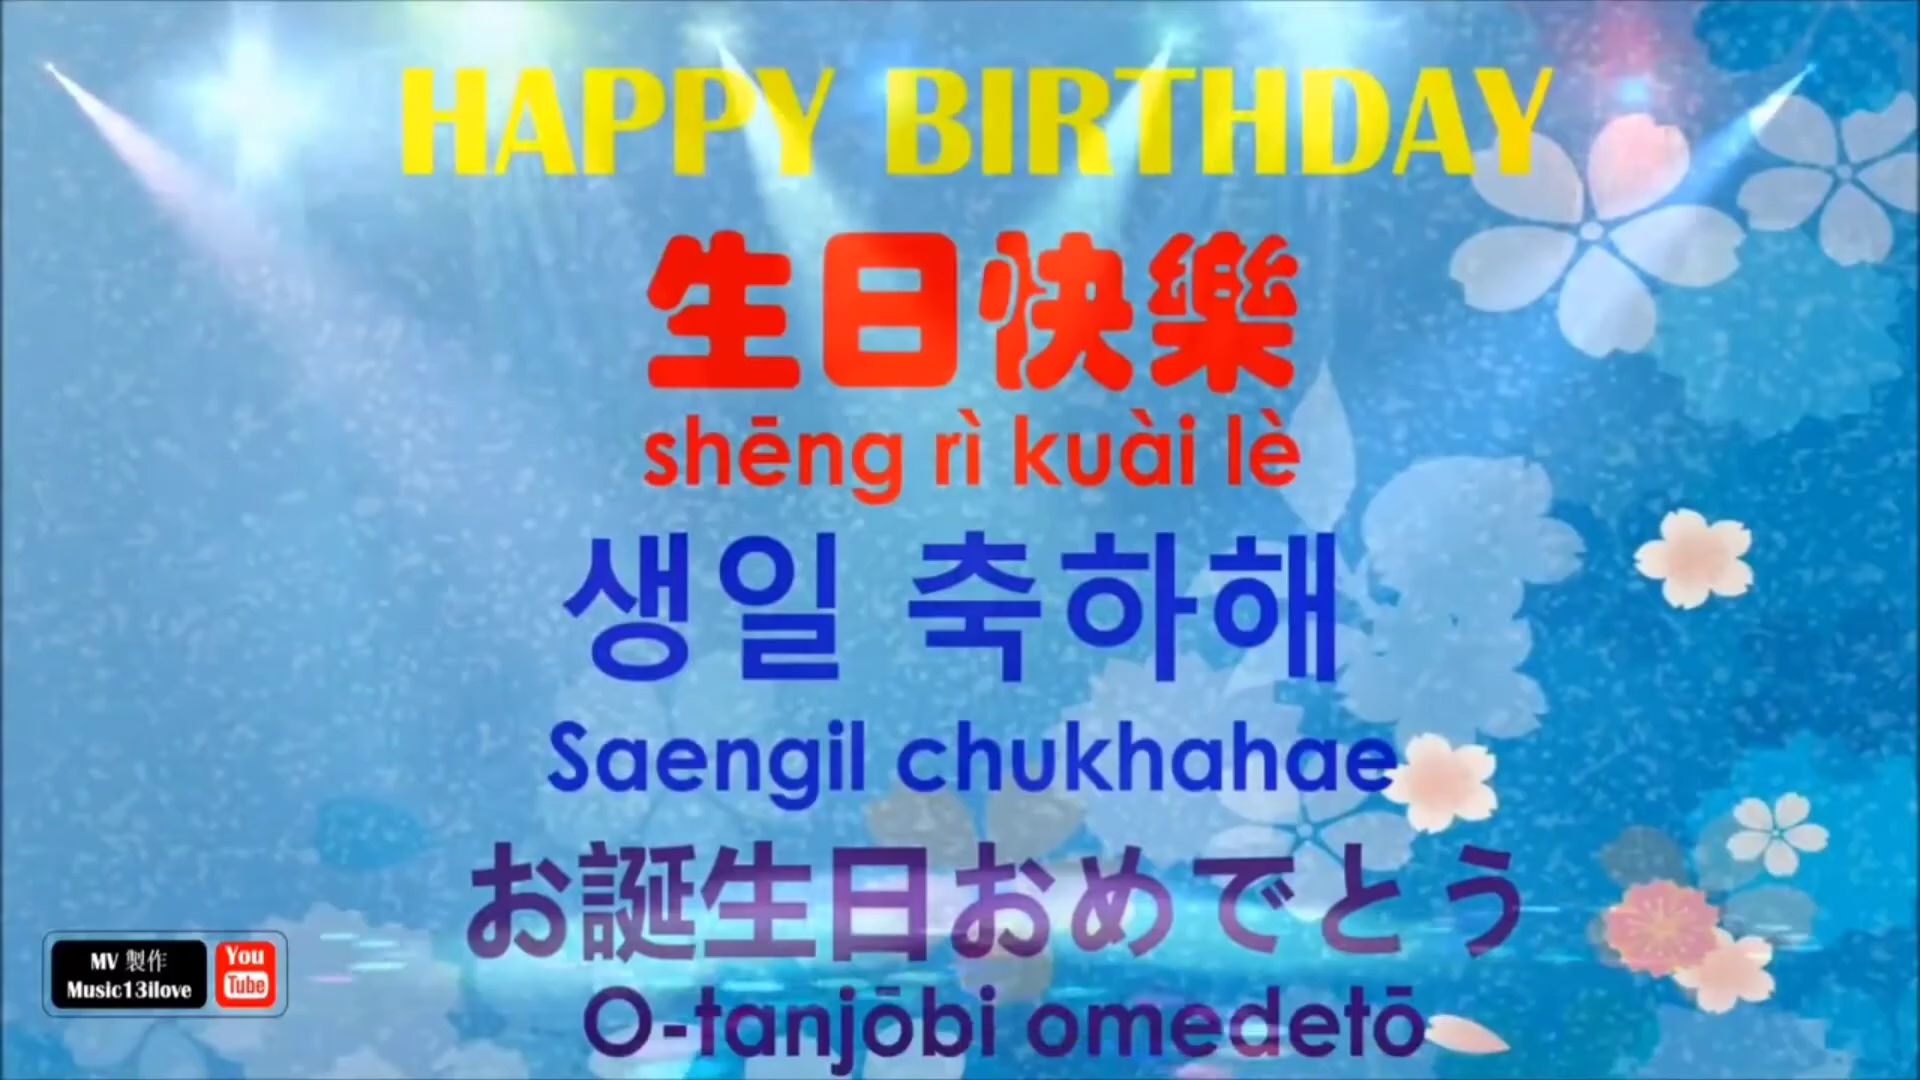 HAPPY BIRTHDAY
生日快樂
shēng rì kuài lè
생일 축하해
Saengil chukhahae
お誕生日おめでとう
O-tanjōbi omedetō
MV 製作
Music13ilove
You
Tube